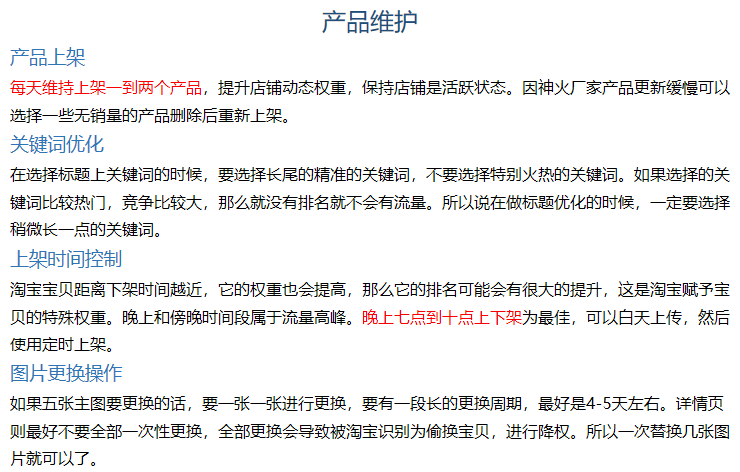 产品维护
产品上架
每天维持上架一到两个产品，提升店铺动态权重，保持店铺是活跃状态。因神火厂家产品更新缓慢可以
选择一些无销量的产品删除后重新上架。
关键词优化
在选择标题上关键词的时候，要选择长尾的精准的关键词，不要选择特别火热的关键词。如果选择的关
键词比较热门，竞争比较大，那么就没有排名就不会有流量。所以说在做标题优化的时候，一定要选择
稍微长一点的关键词。
上架时间控制
淘宝宝贝距离下架时间越近，它的权重也会提高，那么它的排名可能会有很大的提升，这是淘宝赋予宝
贝的特殊权重。晚上和傍晚时间段属于流量高峰。晚上七点到十点上下架为最佳，可以白天上传，然后
使用定时上架。
图片更换操作
如果五张主图要更换的话，要一张一张进行更换，要有一段长的更换周期，最好是4-5天左右。详情页
则最好不要全部一次性更换，全部更换会导致被淘宝识别为偷换宝贝，进行降权。所以一次替换几张图
片就可以了。